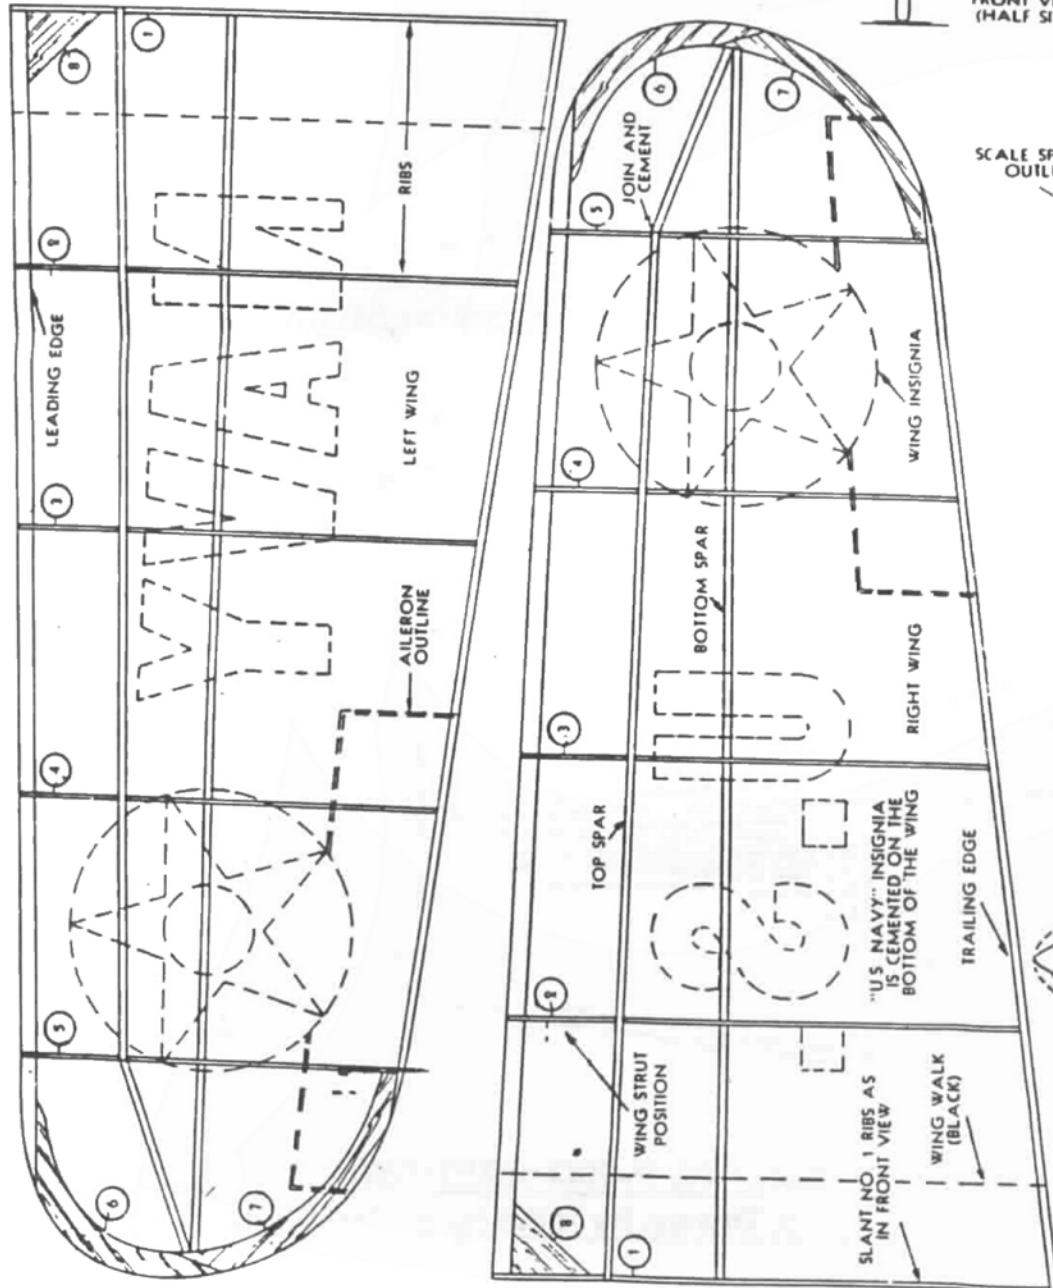 FRONT
(HALF
SCALE
OUTL
8
1
RIBS
2
LEADING EDGE
LEFT WING
NAVY
3
AILERON
OUTLINE
4
5
6
7
6
7
JOIN AND
CEMENT
5
WING INSIGNIA
4
BOTTOM SPAR
RIGHT WING
U.S.
3
TOP SPAR
"U.S. NAVY" INSIGNIA
IS CEMENTED ON THE
BOTTOM OF THE WING
TRAILING EDGE
2
WING STRUT
POSITION
WING WALK
(BLACK)
SLANT NO. 1 RIBS AS
IN FRONT VIEW
8
1